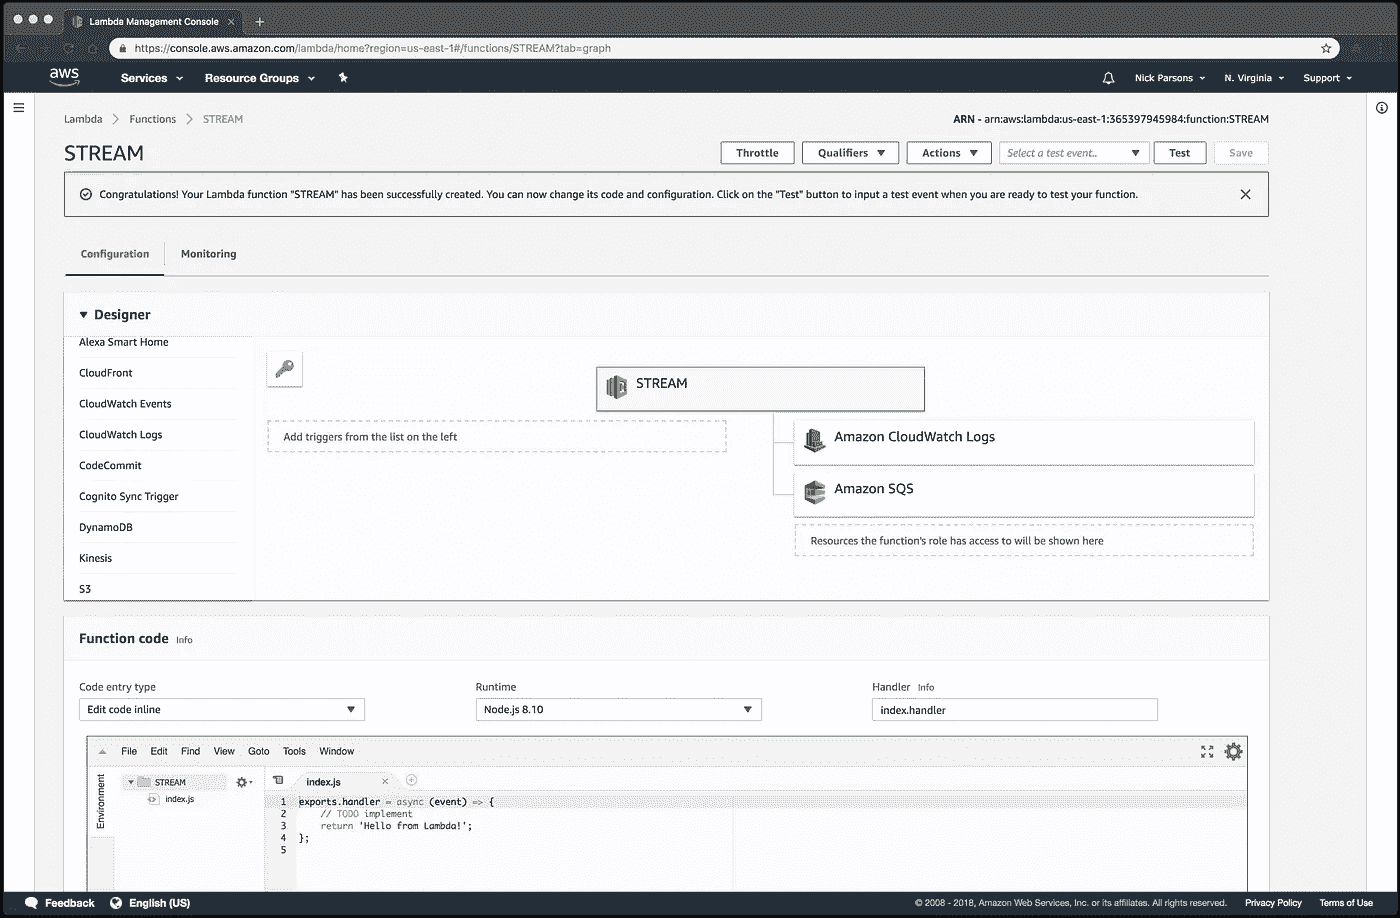 Lambda Management Console
https://console.aws.amazon.com/lambda/home?region=us-east-1#/functions/STREAM?tab=graph
aws Services Resource Groups Nick Parsons N. Virginia Support
Lambda Functions STREAM
ARN - arn:aws:lambda:us-east-1:365397945984:function:STREAM
STREAM
Throttle Qualifiers Actions Select a test event.. Test Save
Congratulations! Your Lambda function "STREAM" has been successfully created. You can now change its code and configuration. Click on the "Test" button to input a test event when you are ready to test your function.
Configuration Monitoring
Designer
Alexa Smart Home
CloudFront
CloudWatch Events
CloudWatch Logs
CodeCommit
Cognito Sync Trigger
DynamoDB
Kinesis
S3
Add triggers from the list on the left
STREAM
Amazon CloudWatch Logs
Amazon SQS
Resources the function's role has access to will be shown here
Function code Info
Code entry type
Edit code inline
Runtime
Node.js 8.10
Handler Info
index.handler
File Edit Find View Goto Tools Window
Environment
STREAM
index.js
index.js
1 exports.handler = async (event) => {
2 // TODO implement
3 return 'Hello from Lambda!';
4 };
5
Feedback English (US) © 2008 - 2018, Amazon Web Services, Inc. or its affiliates. All rights reserved. Privacy Policy Terms of Use